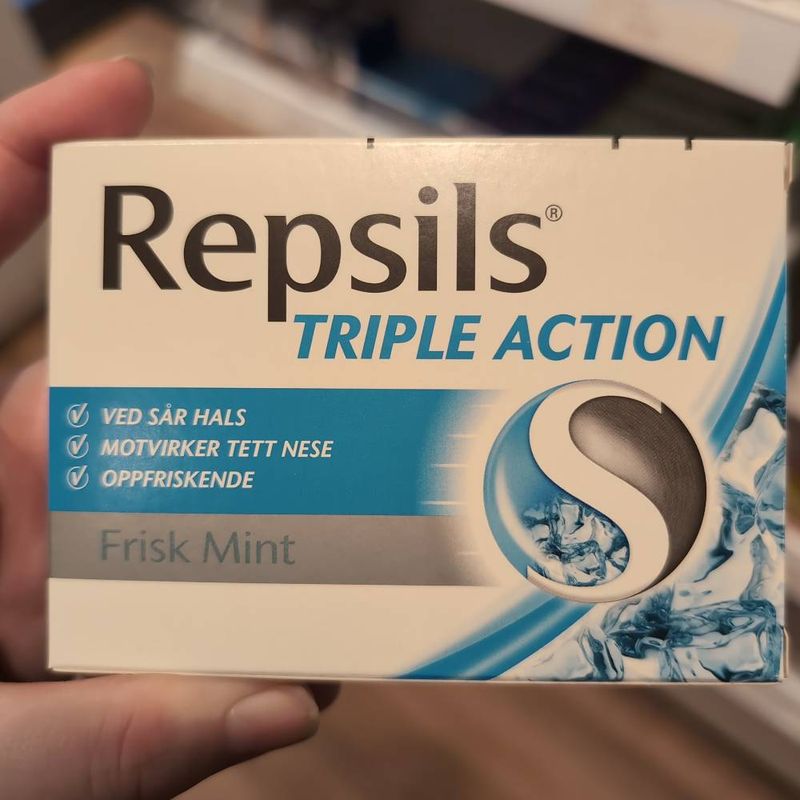 Repsils®
TRIPLE ACTION
VED SÅR HALS
MOTVIRKER TETT NESE
OPPFRISKENDE
S
Frisk Mint